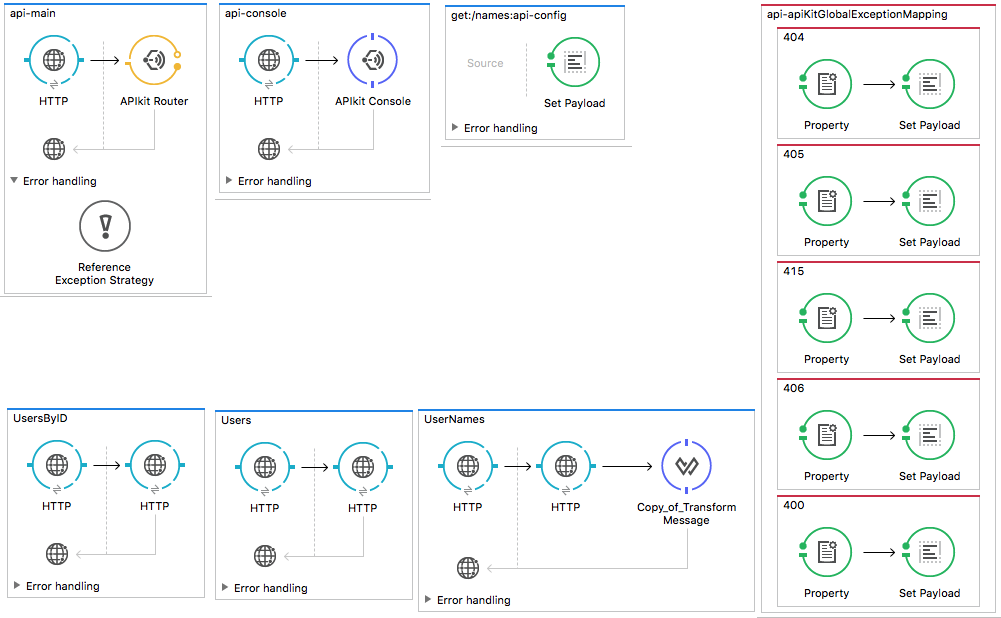 api-main
HTTP
APIkit Router
Error handling
Reference
Exception Strategy
api-console
HTTP
APIkit Console
Error handling
get:/names:api-config
Source
Set Payload
Error handling
api-apiKitGlobalExceptionMapping
404
Property
Set Payload
405
Property
Set Payload
415
Property
Set Payload
406
Property
Set Payload
400
Property
Set Payload
UsersByID
HTTP
HTTP
Error handling
Users
HTTP
HTTP
Error handling
UserNames
HTTP
HTTP
Copy_of_Transform
Message
Error handling